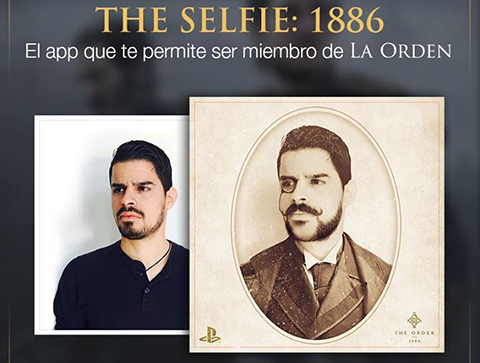 THE SELFIE: 1886
El app que te permite ser miembro de LA ORDEN
THE ORDER
1886